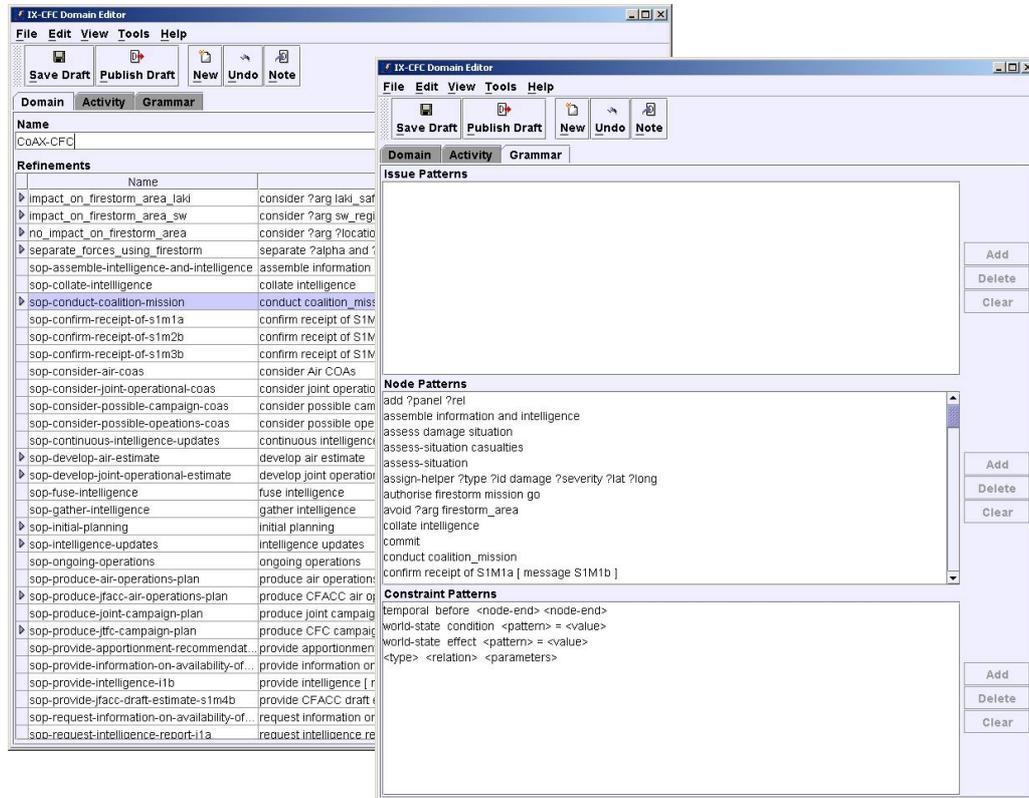 IX-CFC Domain Editor
File Edit View Tools Help
Save Draft Publish Draft New Undo Note
Domain Activity Grammar
Name
CoAX-CFC
Refinements
Name
impact_on_firestorm_area_laki consider ?arg laki_saf
impact_on_firestorm_area_sw consider ?arg sw_regi
no_impact_on_firestorm_area consider ?arg ?locatio
separate_forces_using_firestorm separate ?alpha and ?
sop-assemble-intelligence-and-intelligence assemble information
sop-collate-intelligence collate intelligence
sop-conduct-coalition-mission conduct coalition_miss
sop-confirm-receipt-of-s1m1a confirm receipt of S1M
sop-confirm-receipt-of-s1m2b confirm receipt of S1M
sop-confirm-receipt-of-s1m3b confirm receipt of S1M
sop-consider-air-coas consider Air COAs
sop-consider-joint-operational-coas consider joint operatio
sop-consider-possible-campaign-coas consider possible cam
sop-consider-possible-opeations-coas consider possible ope
sop-continuous-intelligence-updates continuous intelligence
sop-develop-air-estimate develop air estimate
sop-develop-joint-operational-estimate develop joint operation
sop-fuse-intelligence fuse intelligence
sop-gather-intelligence gather intelligence
sop-initial-planning initial planning
sop-intelligence-updates intelligence updates
sop-ongoing-operations ongoing operations
sop-produce-air-operations-plan produce air operations
sop-produce-jfacc-air-operations-plan produce CFACC air op
sop-produce-joint-campaign-plan produce joint campaig
sop-produce-jtfc-campaign-plan produce CFC campaig
sop-provide-apportionment-recommendat... provide apportionment
sop-provide-information-on-availability-of... provide information on
sop-provide-intelligence-i1b provide intelligence [ r
sop-provide-jfacc-draft-estimate-s1m4b provide CFACC draft e
sop-request-information-on-availability-of... request information on
sop-request-intelligence-report-i1a request intelligence re
IX-CFC Domain Editor
File Edit View Tools Help
Save Draft Publish Draft New Undo Note
Domain Activity Grammar
Issue Patterns
Add
Delete
Clear
Node Patterns
add ?panel ?rel
assemble information and intelligence
assess damage situation
assess-situation casualties
assess-situation
assign-helper ?type ?id damage ?severity ?lat ?long
authorise firestorm mission go
avoid ?arg firestorm_area
collate intelligence
commit
conduct coalition_mission
confirm receipt of S1M1a [ message S1M1b ]
Add
Delete
Clear
Constraint Patterns
temporal before <node-end> <node-end>
world-state condition <pattern> = <value>
world-state effect <pattern> = <value>
<type> <relation> <parameters>
Add
Delete
Clear